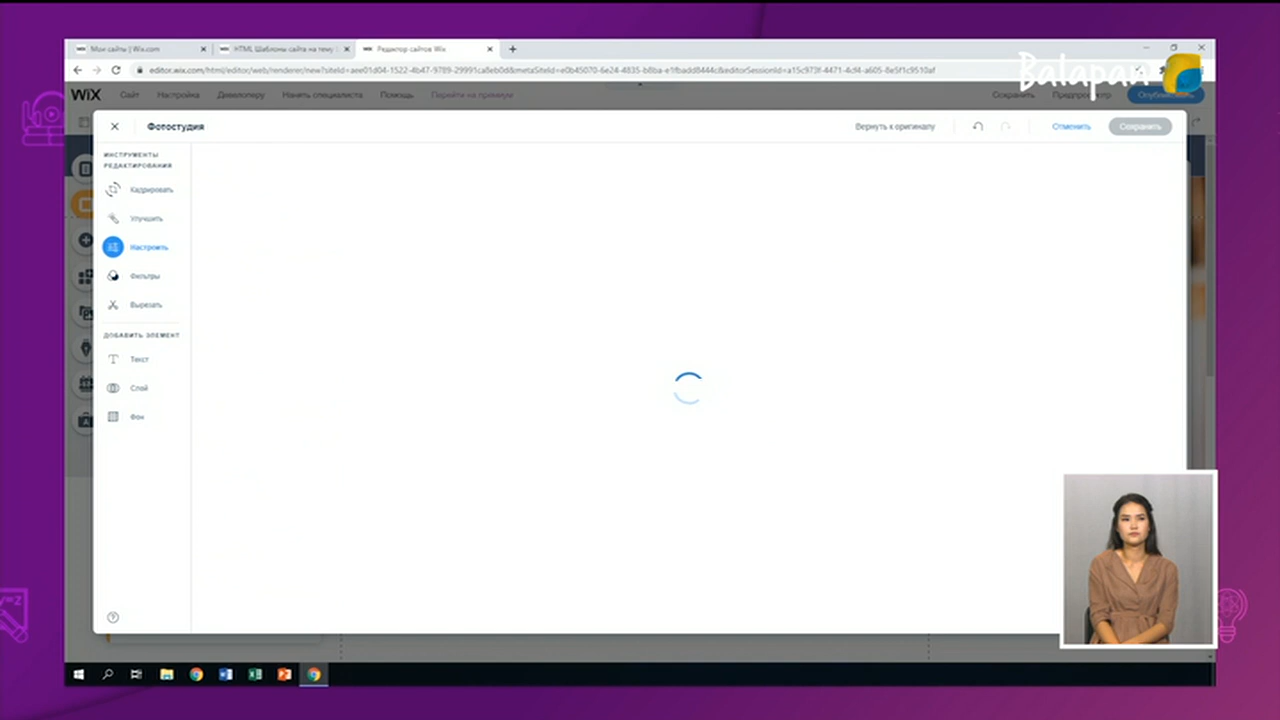 Мои сайты | Wix.com
HTML Шаблоны сайта на тему
Редактор сайтов Wix
editor.wix.com/html/editor/web/renderer/new?siteId=aee01d04-1522-4b47-9789-29991ca8eb0d&metaSiteId=e0b45070-6e24-4835-b8ba-e1fbadd8444c&editorSessionId=a15c973f-4471-4cf4-a605-8e5f1c9510af
Balapan
WIX Сайт Настройка Девелоперу Нанять специалиста Помощь Перейти на премиум Сохранить
Фотостудия Вернуть к оригиналу Отменить Сохранить
ИНСТРУМЕНТЫ
РЕДАКТИРОВАНИЯ
Кадрировать
Улучшить
Настроить
Фильтры
Вырезать
ДОБАВИТЬ ЭЛЕМЕНТ
Текст
Слой
Фон